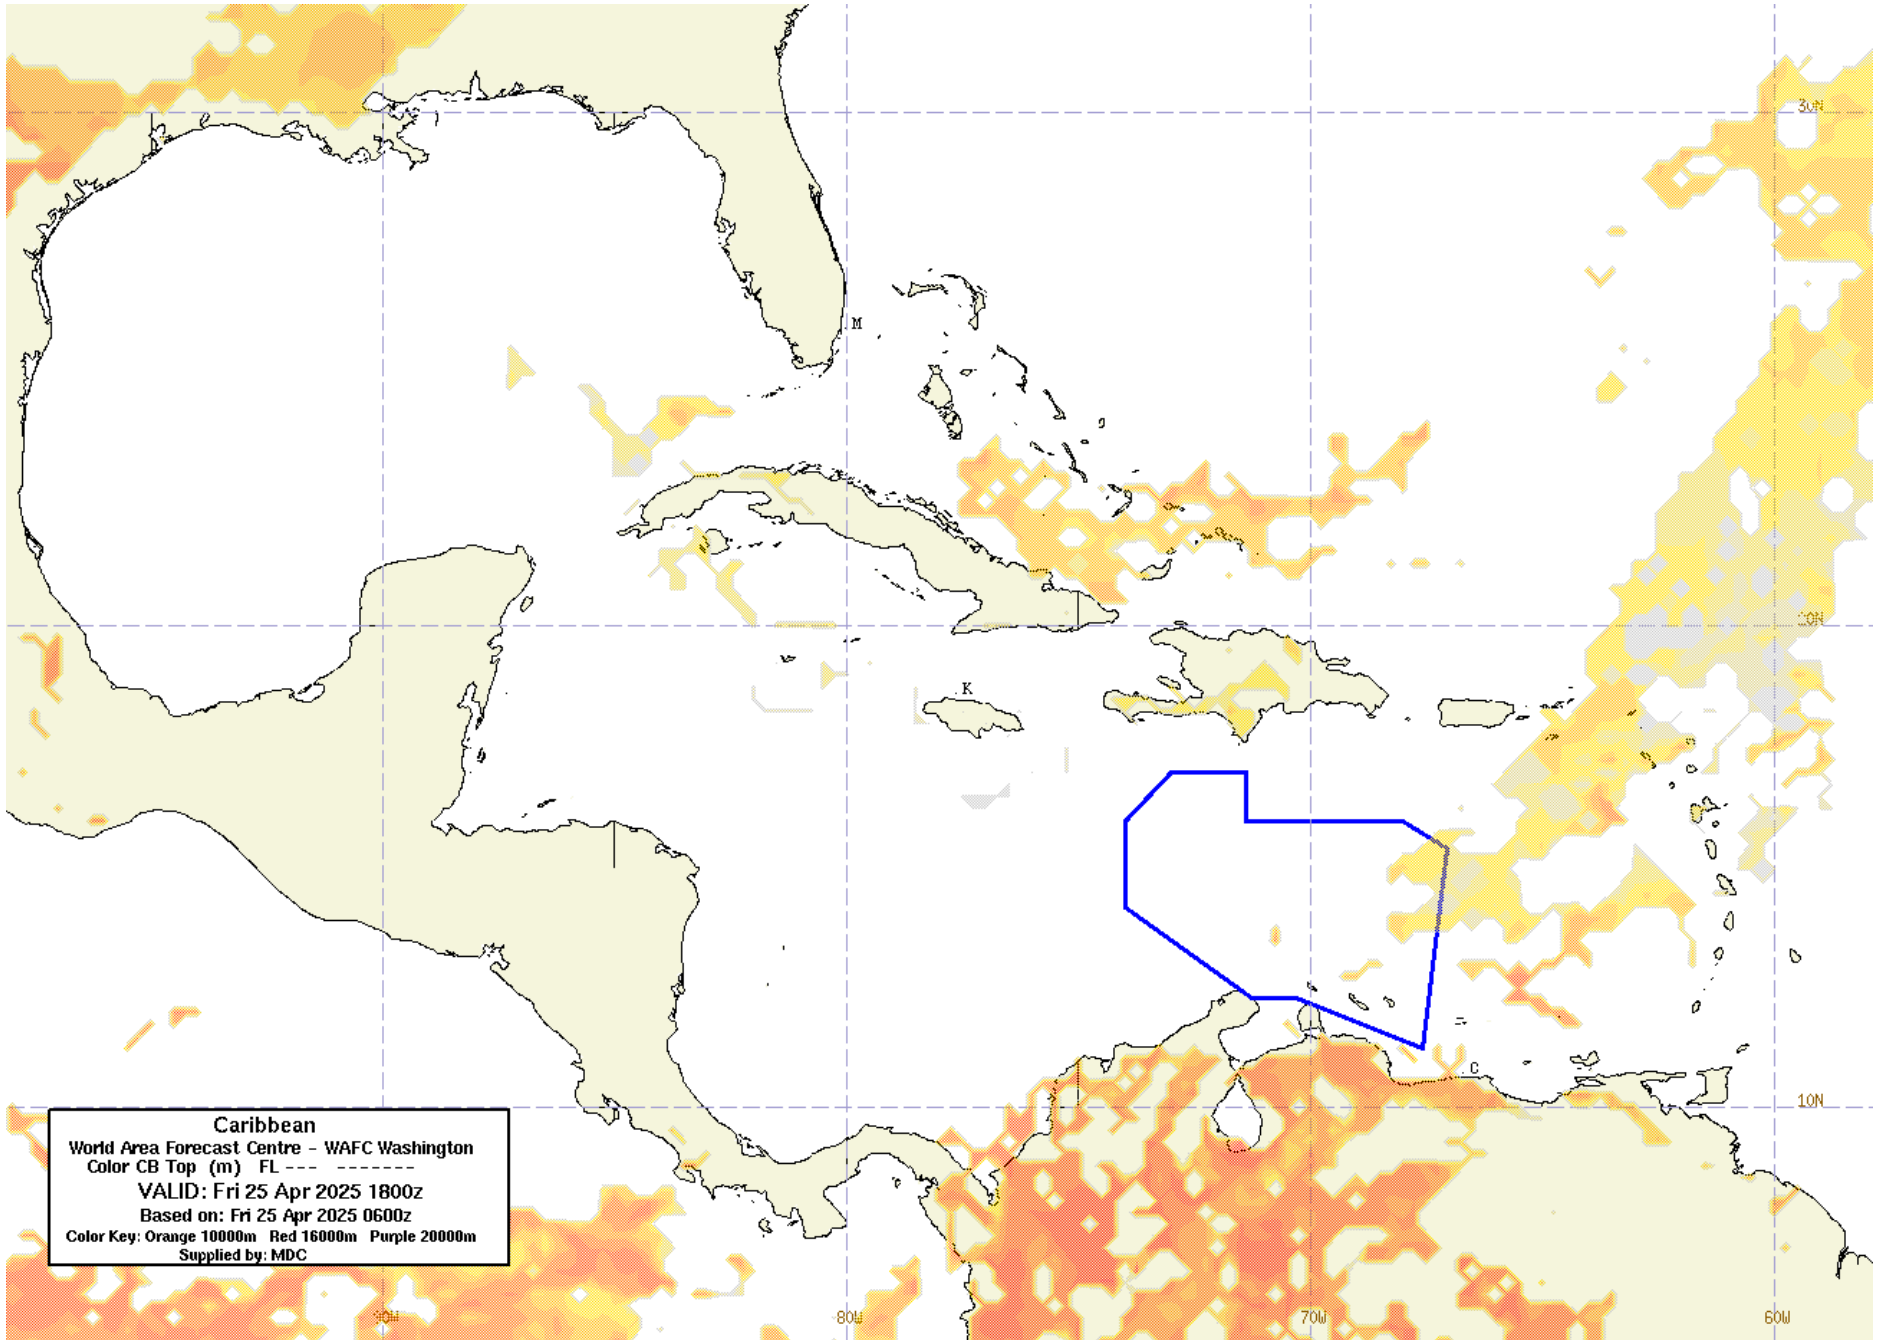 30N
M
20N
K
C
10N
Caribbean
World Area Forecast Centre - WAFC Washington
Color CB Top (m) FL --- -------
VALID: Fri 25 Apr 2025 1800z
Based on: Fri 25 Apr 2025 0600z
Color Key: Orange 10000m Red 16000m Purple 20000m
Supplied by: MDC
90W
80W
70W
60W